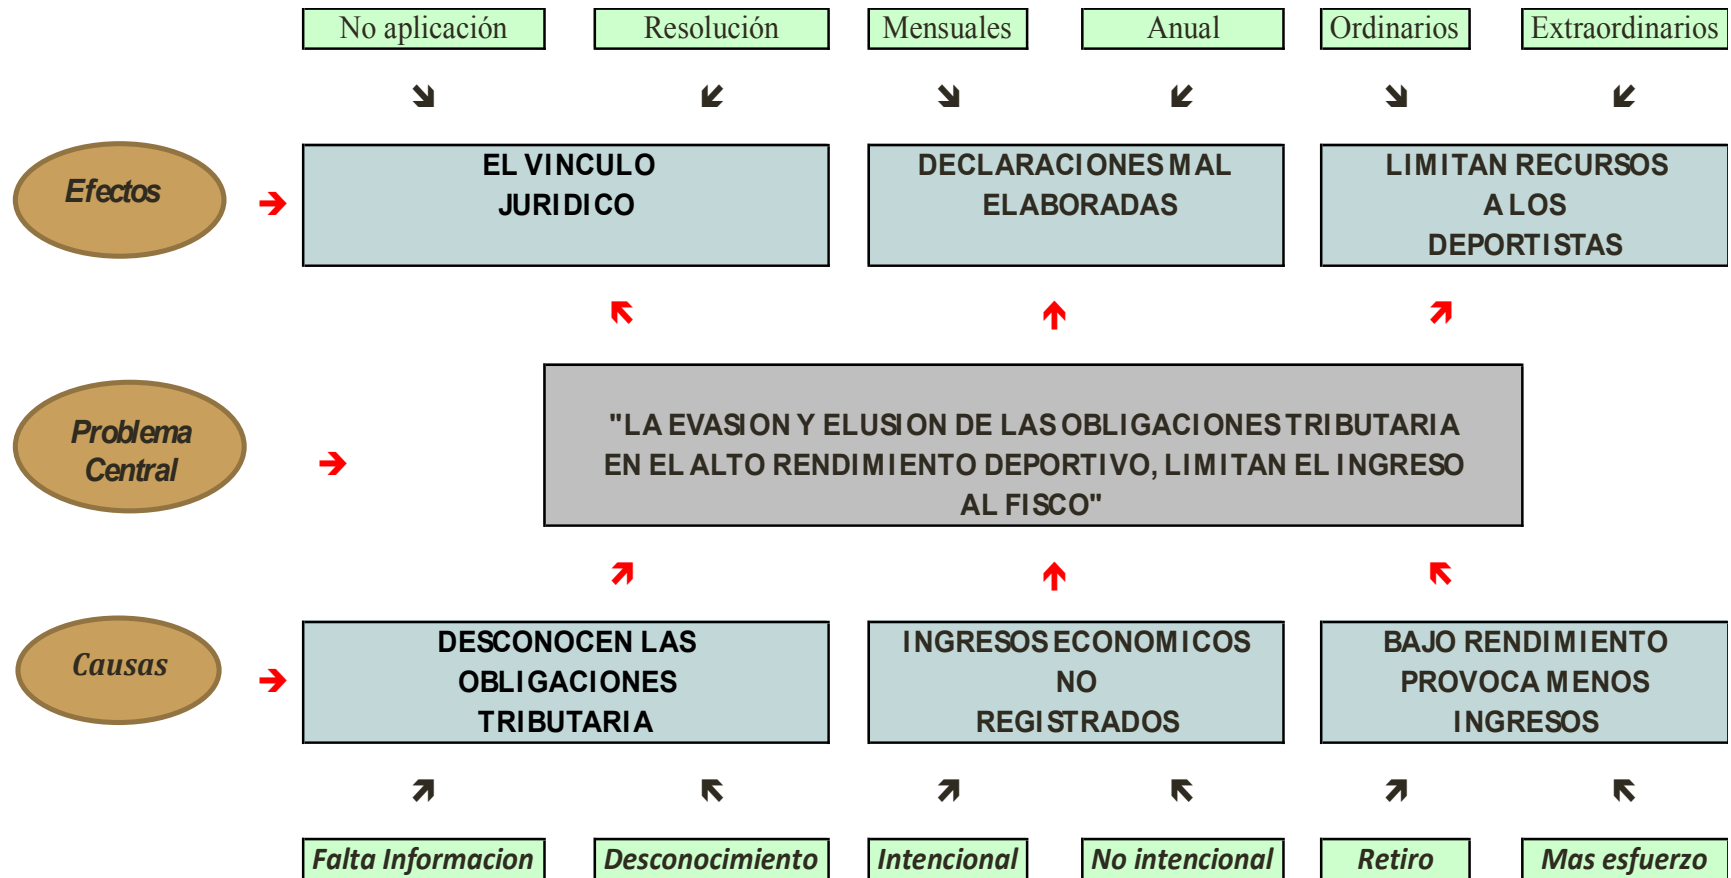 No aplicación Resolución Mensuales Anual Ordinarios Extraordinarios
Efectos
EL VINCULO
JURIDICO
DECLARACIONES MAL
ELABORADAS
LIMITAN RECURSOS
A LOS
DEPORTISTAS
Problema
Central
"LA EVASION Y ELUSION DE LAS OBLIGACIONES TRIBUTARIA
EN EL ALTO RENDIMIENTO DEPORTIVO, LIMITAN EL INGRESO
AL FISCO"
Causas
DESCONOCEN LAS
OBLIGACIONES
TRIBUTARIA
INGRESOS ECONOMICOS
NO
REGISTRADOS
BAJO RENDIMIENTO
PROVOCA MENOS
INGRESOS
Falta Informacion Desconocimiento Intencional No intencional Retiro Mas esfuerzo